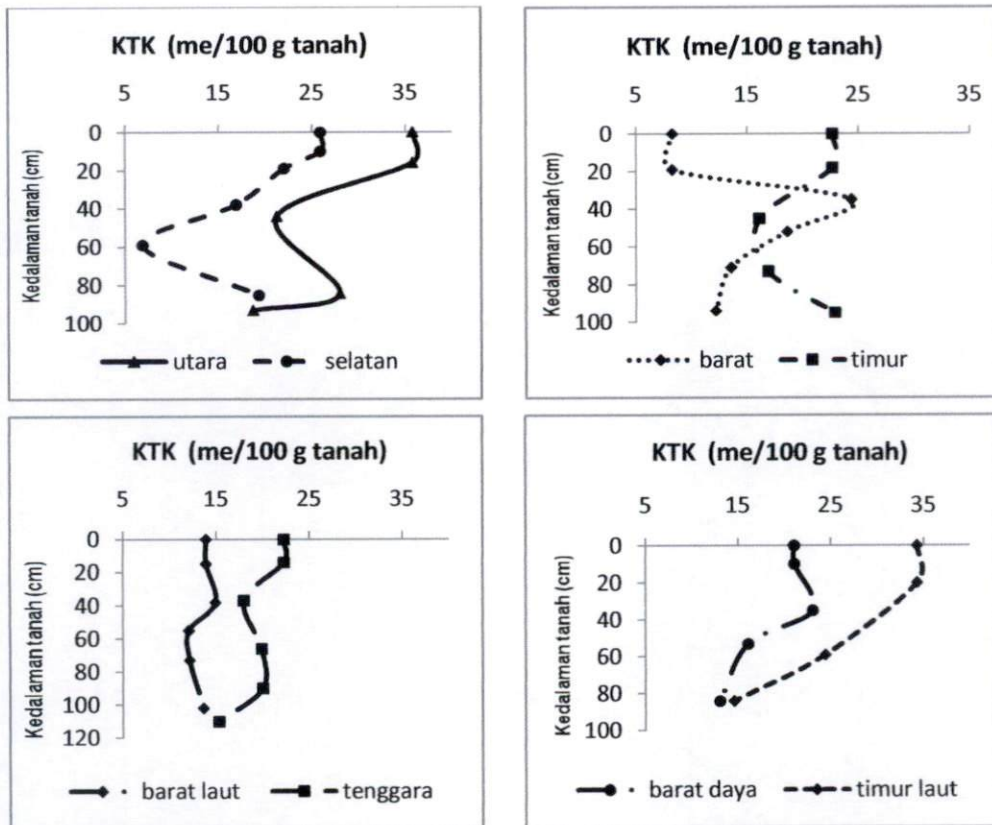 KTK (me/100 g tanah)
5 15 25 35
Kedalaman tanah (cm)
0
20
40
60
80
100
utara selatan
KTK (me/100 g tanah)
5 15 25 35
Kedalaman tanah (cm)
0
20
40
60
80
100
barat timur
KTK (me/100 g tanah)
5 15 25 35
Kedalaman tanah (cm)
0
20
40
60
80
100
120
barat laut tenggara
KTK (me/100 g tanah)
5 15 25 35
Kedalaman tanah (cm)
0
20
40
60
80
100
barat daya timur laut